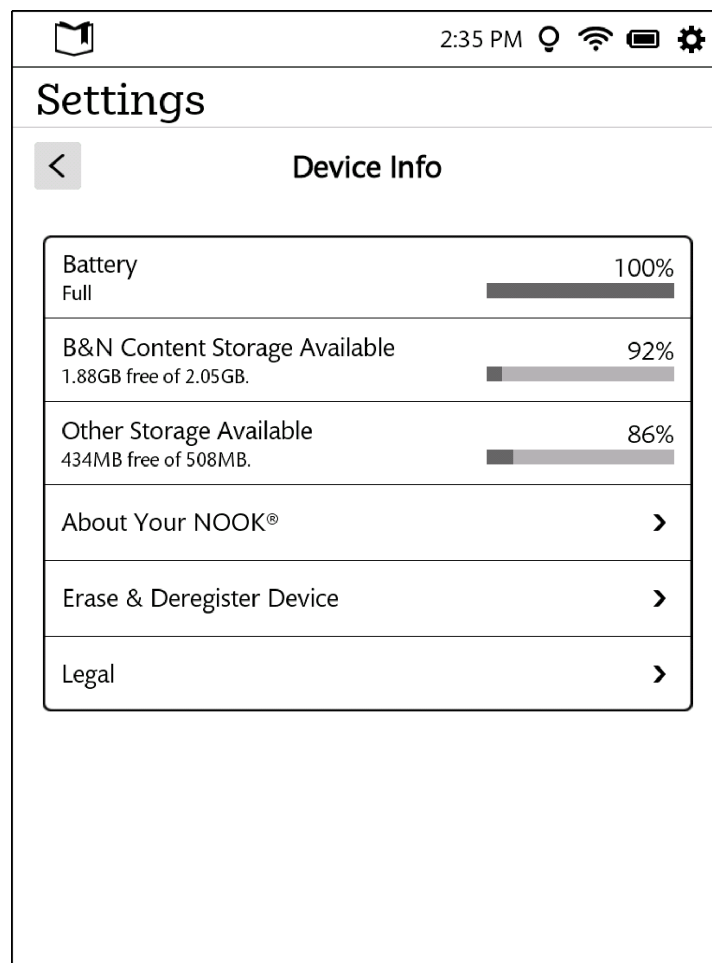 2:35 PM
Settings
Device Info
Battery
100%
Full
B&N Content Storage Available
92%
1.88GB free of 2.05GB.
Other Storage Available
86%
434MB free of 508MB.
About Your NOOK®
Erase & Deregister Device
Legal